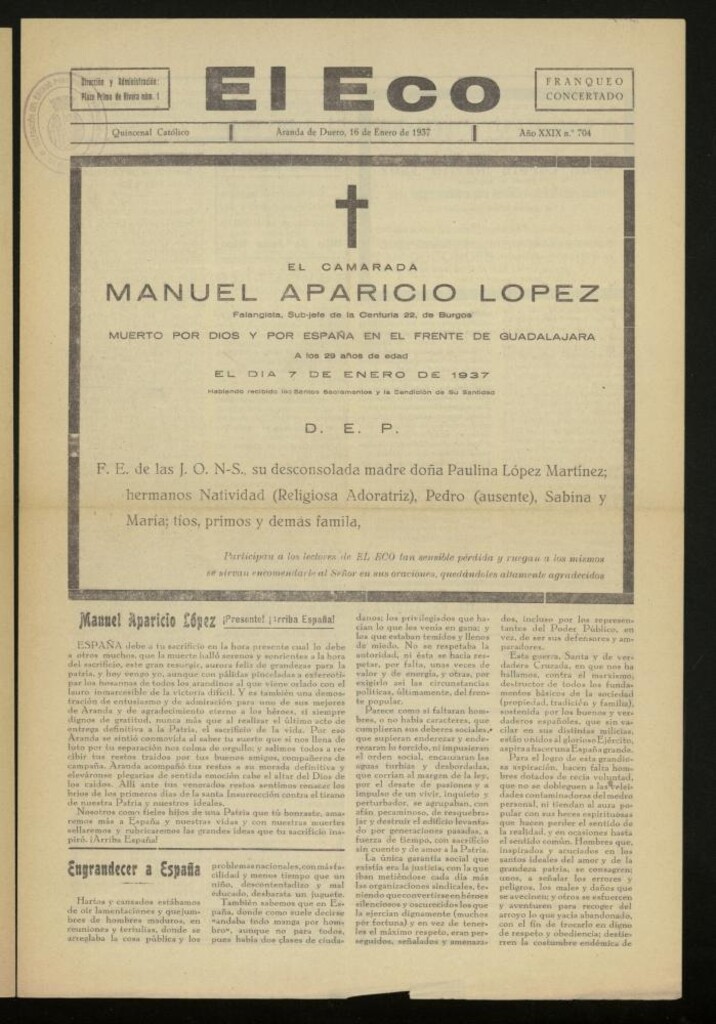 Dirección y Administración:
Plaza Primo de Rivera núm. 1
El Eco
FRANQUEO
CONCERTADO
Quincenal Católico
Aranda de Duero, 16 de Enero de 1937
Año XXIX n.º 704
EL CAMARADA
MANUEL APARICIO LOPEZ
Falangista, Sub-jefe de la Centuria 22, de Burgos
MUERTO POR DIOS Y POR ESPAÑA EN EL FRENTE DE GUADALAJARA
A los 29 años de edad
EL DIA 7 DE ENERO DE 1937
Habiendo recibido los Santos Sacramentos y la Bendición de Su Santidad
D. E. P.
F. E. de las J. O. N-S., su desconsolada madre doña Paulina López Martínez;
hermanos Natividad (Religiosa Adoratriz), Pedro (ausente), Sabina y
María; tíos, primos y demás famila,
Participan a los lectores de EL ECO tan sensible pérdida y ruegan a los mismos
se sirvan encomendarle al Señor en sus oraciones, quedándoles altamente agradecidos
Manuel Aparicio López ¡Presente! ¡Arriba España!
ESPAÑA debe a tu sacrificio en la hora presente cual lo debe
a otros muchos, que la muerte halló serenos y sonrientes a la hora
del sacrificio, este gran resurgir, aurora feliz de grandezas para la
patria, y hoy vengo yo, aunque con pálidas pinceladas a estereoti-
par los hosannas de todos los arandinos al que viene orlado con el
lauro inmarcesible de la victoria difícil. Y es también una demos-
tración de entusiasmo y de admiración para uno de sus mejores
de Aranda y de agradecimiento eterno a los héroes, si siempre
dignos de gratitud, nunca más que al realizar el último acto de
entrega definitiva a la Patria, el sacrificio de la vida. Por eso
Aranda se sintió conmovida al saber tu suerte que si nos llena de
luto por tu separación nos colma de orgullo; y salimos todos a re-
cibir tus restos traídos por tus buenos amigos, compañeros de
campaña. Aranda acompañó tus restos a su morada definitiva y
eleváronse plegarias de sentida emoción cabe el altar del Dios de
los caídos. Allí ante tus venerados restos sentimos renacer los
bríos de los primeros días de la santa Insurrección contra el tirano
de nuestra Patria y nuestros ideales.
Nosotros como fieles hijos de una Patria que tú honraste, ama-
remos más a España y nuestras vidas y con nuestras muertes
sellaremos y rubricaremos las grandes ideas que tu sacrificio ins-
piró. ¡Arriba España!
Engrandecer a España
Hartos y cansados estábamos
de oir lamentaciones y quejum-
bres de hombres maduros, en
reuniones y tertulias, donde se
arreglaba la cosa pública y los
problemas nacionales, con más fa-
cilidad y menos tiempo que un
niño, descontentadizo y mal
educado, desbarata un juguete.
También sabemos que en Es-
paña, donde como suele decirse
«andaba todo manga por hom-
bro», aunque no para todos,
pues había dos clases de ciuda-
danos; los privilegiados que ha-
cían lo que les venía en gana; y
los que estaban temidos y llenos
de miedo. No se respetaba la
autoridad, ni ésta se hacía res-
petar, por falta, unas veces de
valor y de energía, y otras, por
exigirlo así las circunstancias
políticas, últimamente, del fren-
te popular.
Parece como si faltaran hom-
bres, o no había caracteres, que
cumplieran sus deberes sociales,
que supieran enderezar y ende-
rezaran lo torcido, ni impusieran
el orden social, encauzaran las
aguas turbias y desbordadas,
que corrían al margen de la ley,
por el desate de pasiones y a
impulso de un vivir, inquieto y
perturbador, se agrupaban, con
afán, pecaminoso, de resquebra-
jar y destruir el edificio levanta-
do por generaciones pasadas, a
fuerza de tiempo, con sacrificio
sin cuento y de amor a la Patria.
La única garantía social que
existía era la justicia, con la que
iban metiéndose cada día más
las organizaciones sindicales, te-
niendo que convertirse en héroes
silenciosos y oscurecidos los que
la ejercían dignamente (muchos
por fortuna) y en vez de tener-
les el máximo respeto, eran per-
seguidos, señalados y amenaza-
dos, incluso por los represen-
tantes del Poder Público, en
vez, de ser sus defensores y am-
paradores.
Esta guerra, Santa y de ver-
dadera Cruzada, en que nos ha
hallamos, contra el marxismo,
destructor de todos los funda-
mentos básicos de la sociedad
(propiedad, tradición y familia),
sostenida por los buenos y ver-
daderos españoles, que sin va-
cilar en sus distintas milicias,
están unidos al glorioso Ejército,
aspira a hacer una España grande.
Para el logro de esta grandio-
sa aspiración, hacen falta hom-
bres dotados de recia voluntad,
que no se dobleguen a las velei-
dades contaminadoras del medro
personal, ni tiendan al aura po-
pular con sus heces espirituosas
que hacen perder el sentido de
la realidad, y en ocasiones hasta
el sentido común. Hombres que,
inspirados y atraciados en los
santos ideales del amor y de la
grandeza patria, se consagren;
unos, a señalar los errores y
peligros, los males y daños que
se avecinen; y otros se esfuercen
y aventuren para recoger del
arroyo lo que yacía abandonado,
con el fin de trocarlo en digno
de respeto y obediencia; destie-
rren la costumbre endémica de